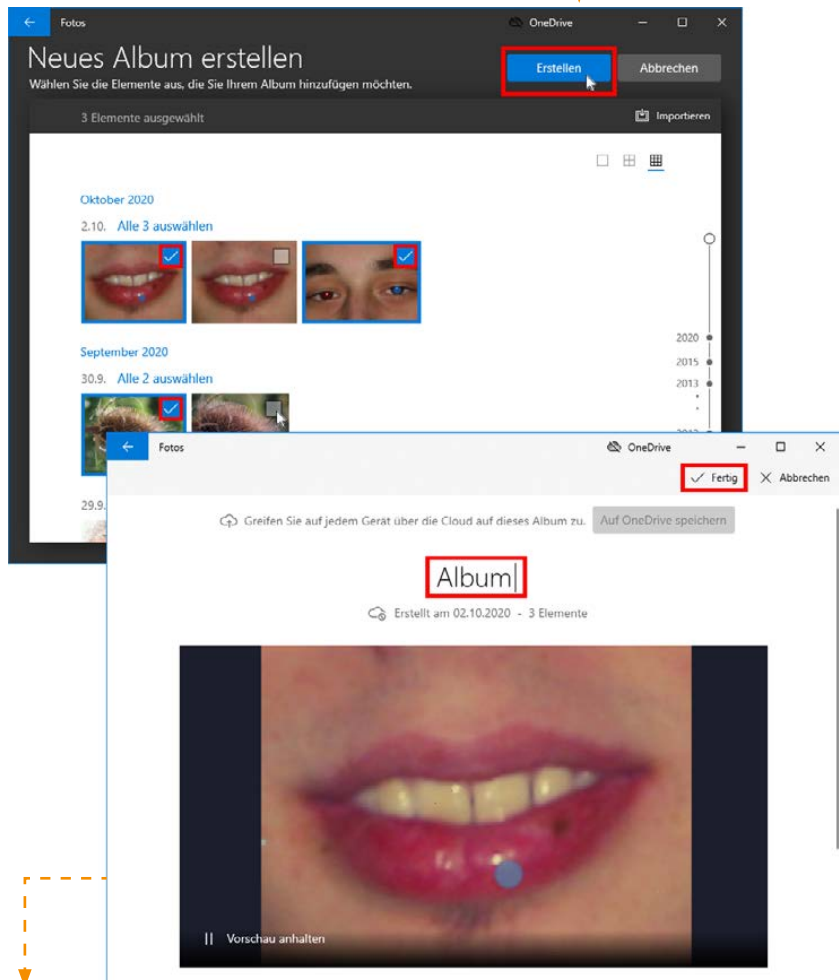 Fotos
OneDrive
Neues Album erstellen
Wählen Sie die Elemente aus, die Sie Ihrem Album hinzufügen möchten.
Erstellen
Abbrechen
3 Elemente ausgewählt
Importieren
Oktober 2020
2.10. Alle 3 auswählen
September 2020
30.9. Alle 2 auswählen
29.9.
2020
2015
2013
Fotos
OneDrive
Fertig
Abbrechen
Greifen Sie auf jedem Gerät über die Cloud auf dieses Album zu.
Auf OneDrive speichern
Album
Erstellt am 02.10.2020 - 3 Elemente
Vorschau anhalten